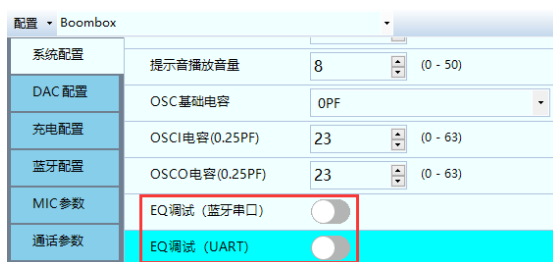 配置 Boombox
系统配置
DAC 配置
充电配置
蓝牙配置
MIC 参数
通话参数
提示音播放音量 8 (0 - 50)
OSC基础电容 0PF
OSCI电容(0.25PF) 23 (0 - 63)
OSCO电容(0.25PF) 23 (0 - 63)
EQ调试（蓝牙串口）
EQ调试（UART）